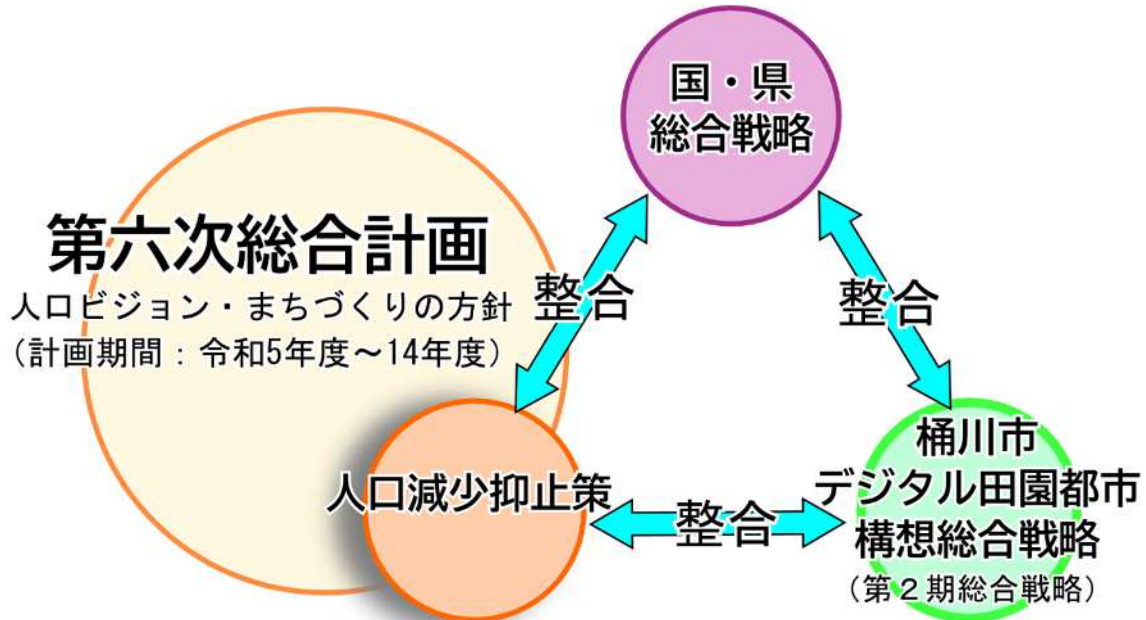 国・県
総合戦略
第六次総合計画
人口ビジョン・まちづくりの方針
(計画期間：令和5年度～14年度)
整合
整合
人口減少抑止策
整合
桶川市
デジタル田園都市
構想総合戦略
(第２期総合戦略)